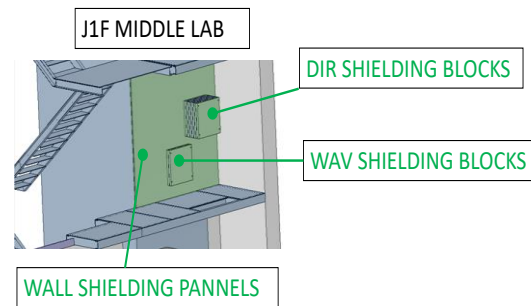 J1F MIDDLE LAB
DIR SHIELDING BLOCKS
WAV SHIELDING BLOCKS
WALL SHIELDING PANNELS